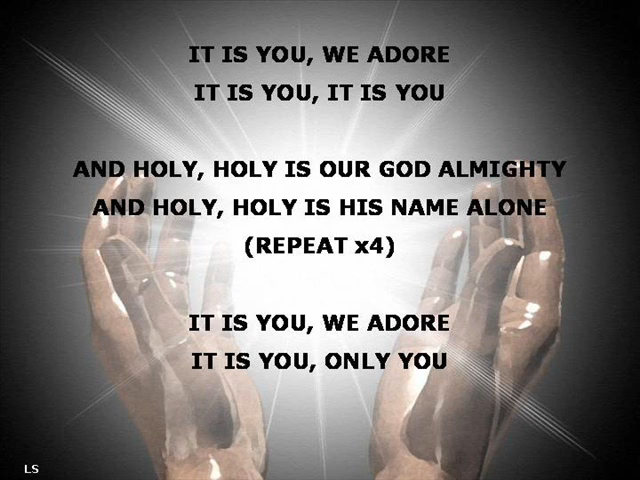 IT IS YOU, WE ADORE
IT IS YOU, IT IS YOU
AND HOLY, HOLY IS OUR GOD ALMIGHTY
AND HOLY, HOLY IS HIS NAME ALONE
(REPEAT x4)
IT IS YOU, WE ADORE
IT IS YOU, ONLY YOU
LS